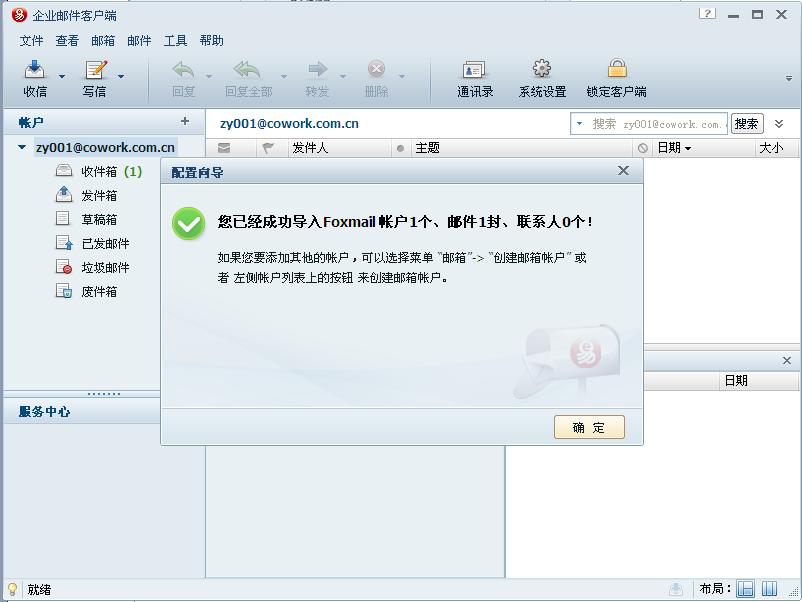 企业邮件客户端
文件 查看 邮箱 邮件 工具 帮助
收信 写信 回复 回复全部 转发 删除 通讯录 系统设置 锁定客户端
帐户 +
zy001@cowork.com.cn
搜索 zy001@cowork.com. 搜索
zy001@cowork.com.cn
发件人 主题 日期 大小
收件箱 (1)
发件箱
草稿箱
已发邮件
垃圾邮件
废件箱
配置向导
您已经成功导入Foxmail帐户1个、邮件1封、联系人0个！
如果您要添加其他的帐户，可以选择菜单 "邮箱"-> "创建邮箱帐户" 或
者 左侧帐户列表上的按钮 来创建邮箱帐户。
易
确 定
日期
服务中心
就绪
布局：